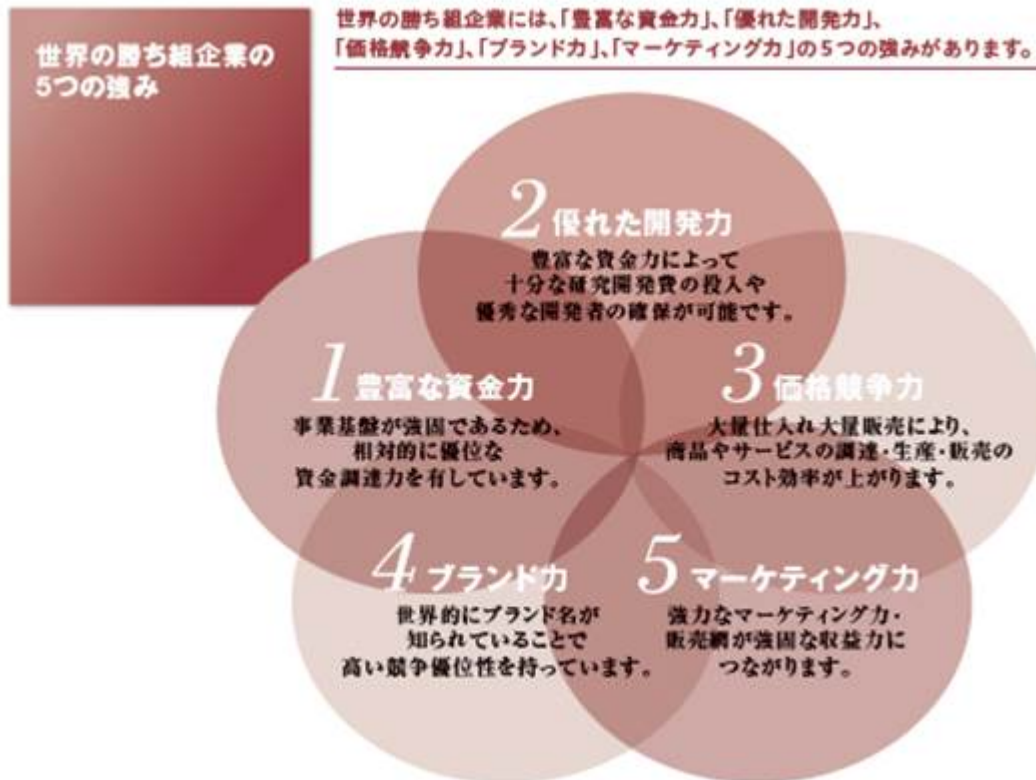 世界の勝ち組企業の
5つの強み
世界の勝ち組企業には、「豊富な資金力」、「優れた開発力」、
「価格競争力」、「ブランド力」、「マーケティング力」の5つの強みがあります。
1 豊富な資金力
事業基盤が強固であるため、
相対的に優位な
資金調達力を有しています。
2 優れた開発力
豊富な資金力によって
十分な研究開発費の投入や
優秀な開発者の確保が可能です。
3 価格競争力
大量仕入れ大量販売により、
商品やサービスの調達・生産・販売の
コスト効率が上がります。
4 ブランド力
世界的にブランド名が
知られていることで
高い競争優位性を持っています。
5 マーケティング力
強力なマーケティング力・
販売網が強固な収益力に
つながります。